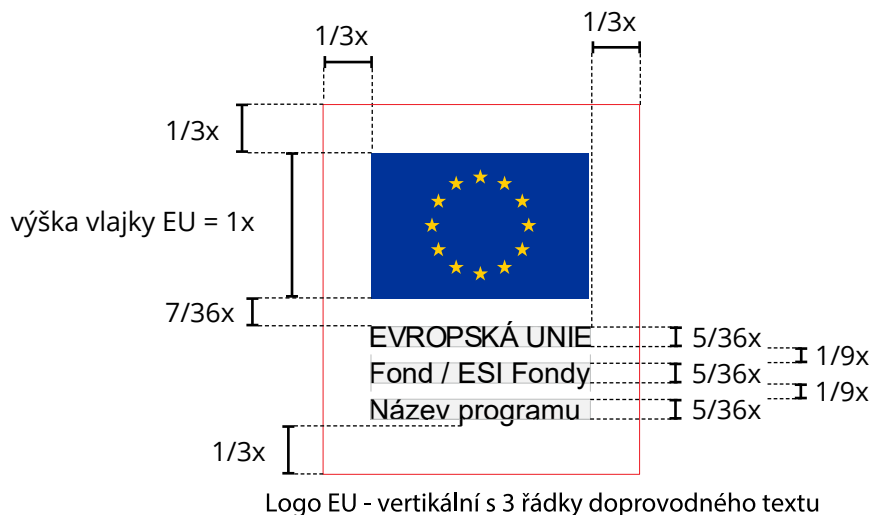 1/3x
1/3x
1/3x
výška vlajky EU = 1x
7/36x
EVROPSKÁ UNIE
5/36x
1/9x
Fond / ESI Fondy
5/36x
1/9x
Název programu
5/36x
1/3x
Logo EU - vertikální s 3 řádky doprovodného textu